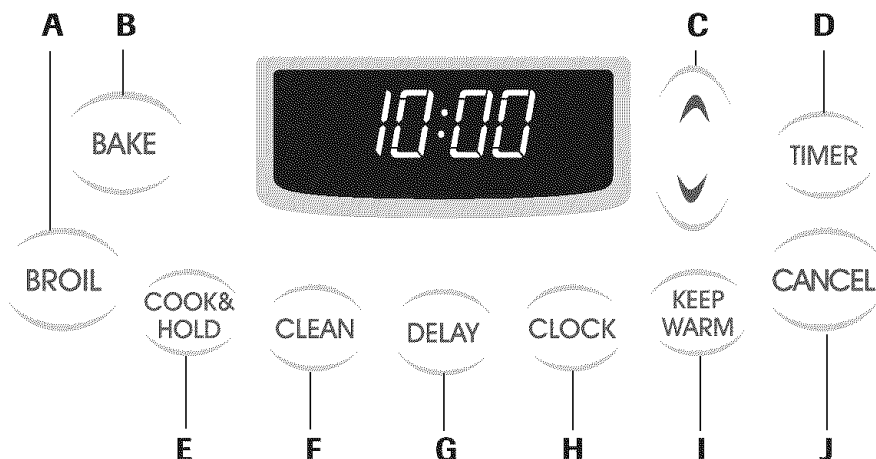 A B C D
10:00
BAKE
TIMER
BROIL
CANCEL
COOK&
HOLD
CLEAN
DELAY
CLOCK
KEEP
WARM
E F G H I J